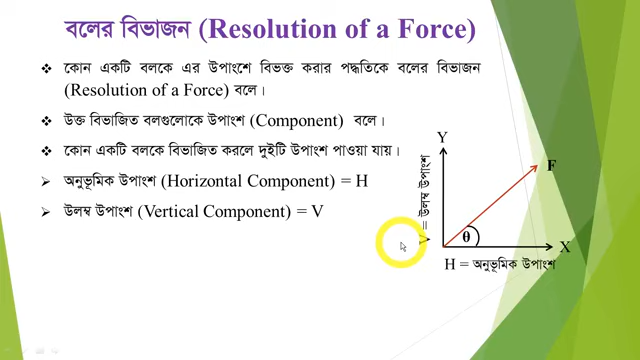 বলের বিভাজন (Resolution of a Force)
❖ কোন একটি বলকে এর উপাংশে বিভক্ত করার পদ্ধতিকে বলের বিভাজন
(Resolution of a Force) বলে।
❖ উক্ত বিভাজিত বলগুলোকে উপাংশ (Component) বলে।
❖ কোন একটি বলকে বিভাজিত করলে দুইটি উপাংশ পাওয়া যায়।
➤ অনুভূমিক উপাংশ (Horizontal Component) = H
➤ উলম্ব উপাংশ (Vertical Component) = V
Y
V = উলম্ব উপাংশ
F
θ
X
H = অনুভূমিক উপাংশ